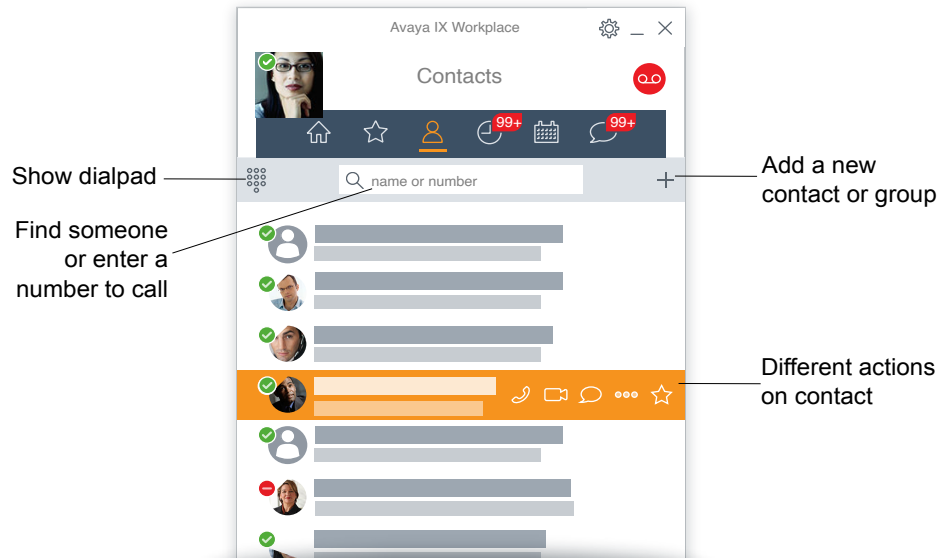 Avaya IX Workplace
Contacts
99+
99+
Show dialpad
name or number
Add a new
contact or group
Find someone
or enter a
number to call
Different actions
on contact